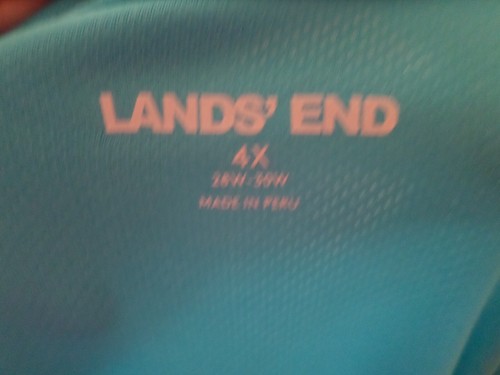 LANDS' END
4X
28W-30W
MADE IN PERU